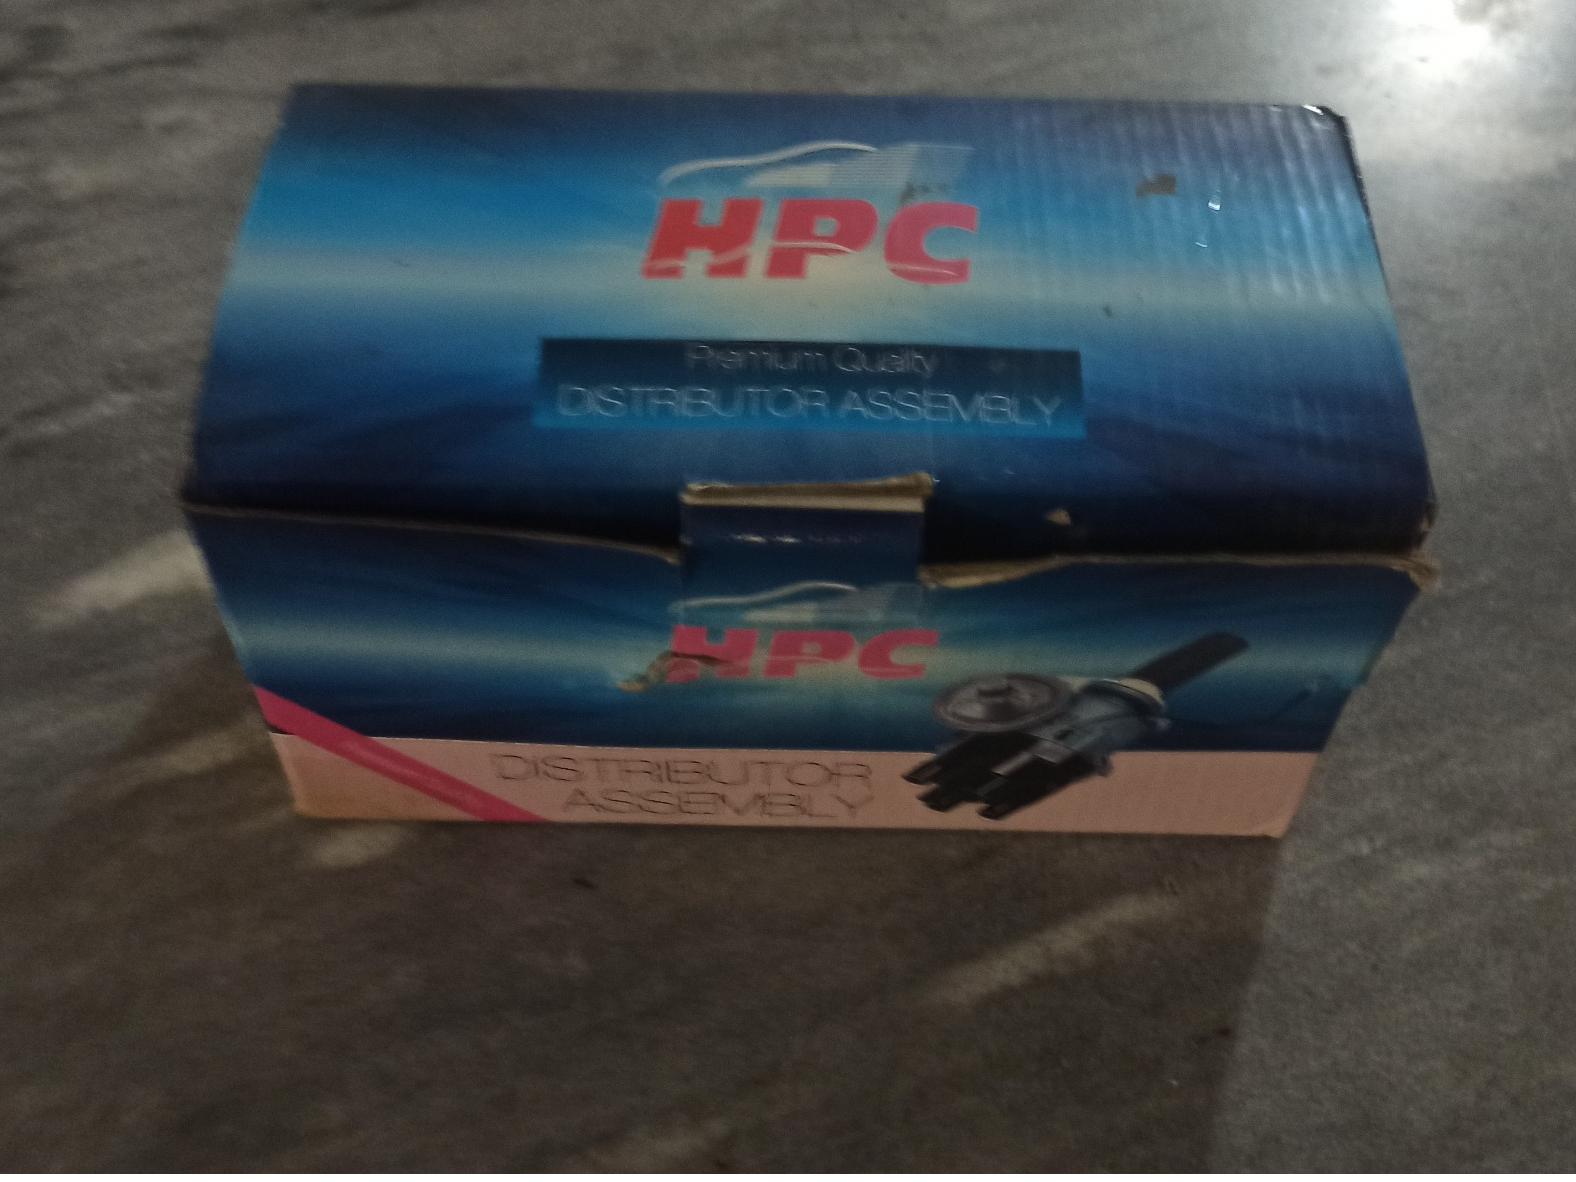 HPC
Premium Quality
DISTRIBUTOR ASSEMBLY
HPC
DISTRIBUTOR
ASSEMBLY